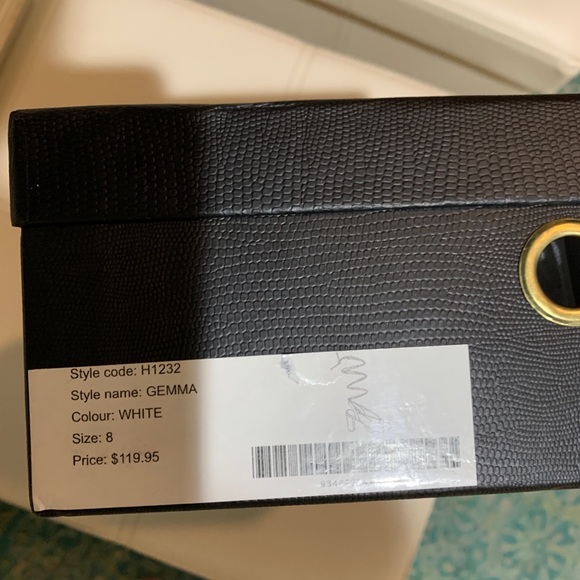 Style code: H1232
Style name: GEMMA
Colour: WHITE
Size: 8
Price: $119.95